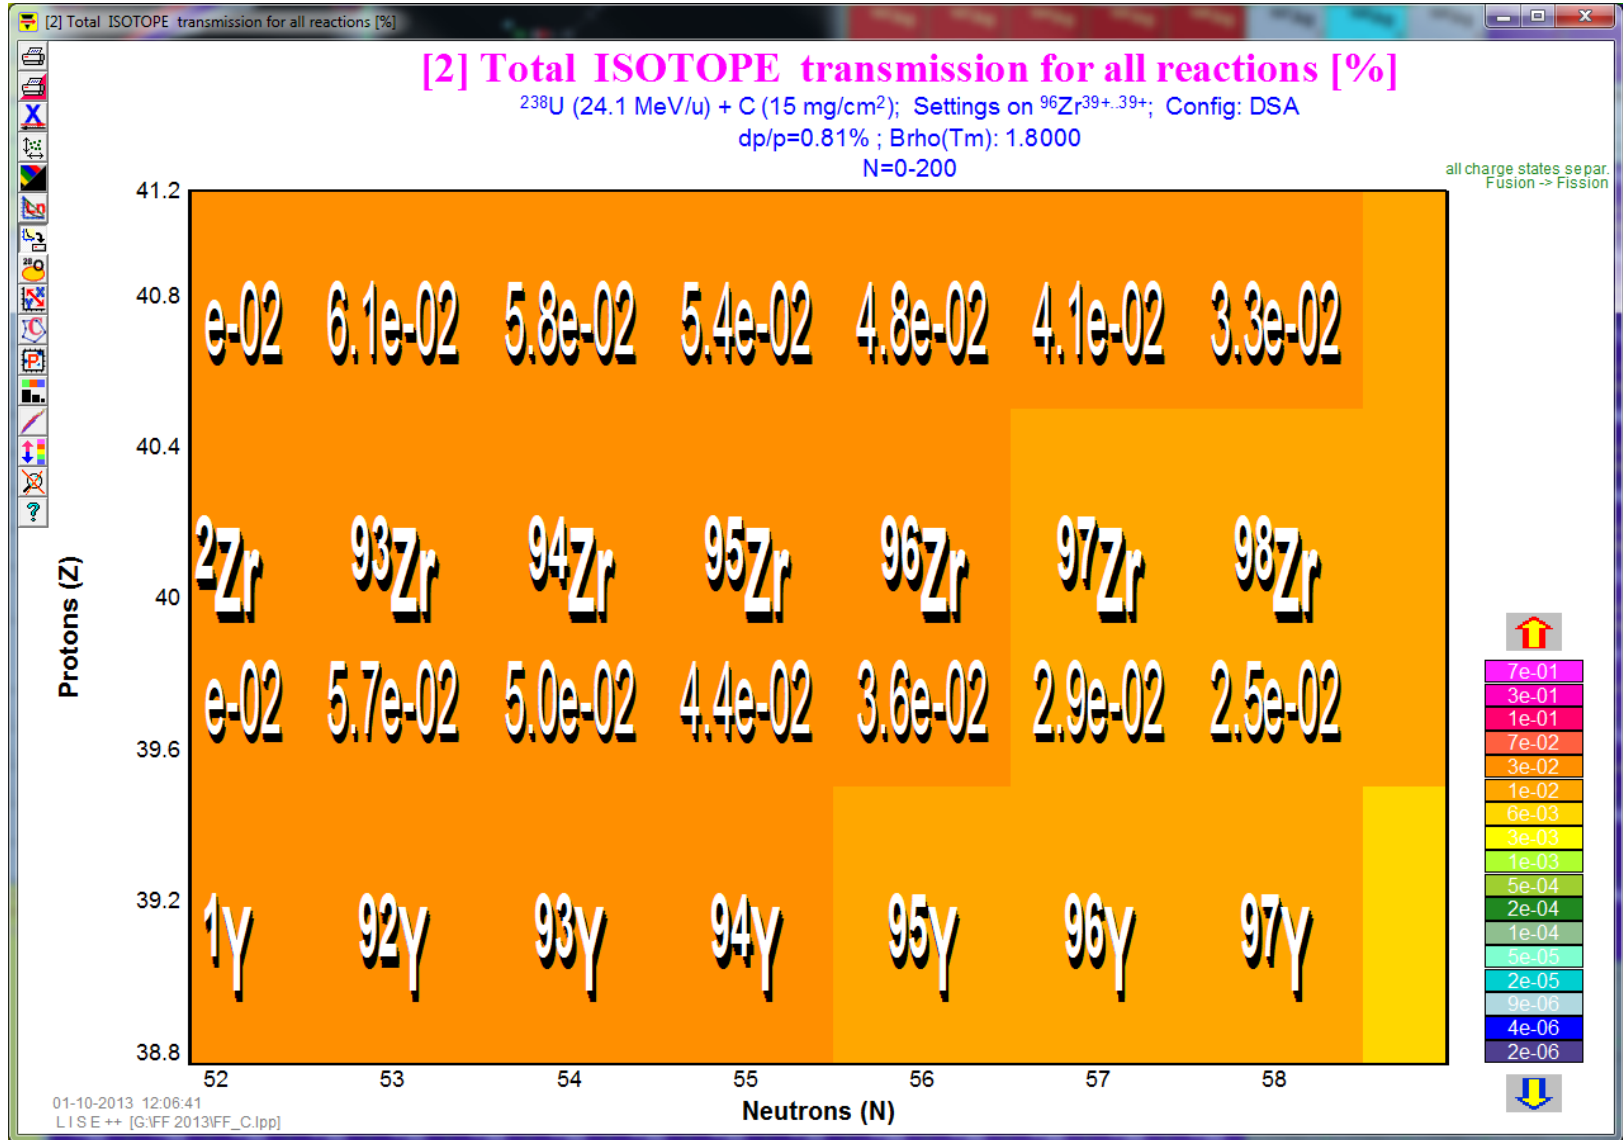 [2] Total ISOTOPE transmission for all reactions [%]
[2] Total ISOTOPE transmission for all reactions [%]
²³⁸U (24.1 MeV/u) + C (15 mg/cm²); Settings on ⁹⁶Zr³⁹⁺··³⁹⁺; Config: DSA
dp/p=0.81% ; Brho(Tm): 1.8000
N=0-200
all charge states separ.
Fusion -> Fission
41.2
40.8
40.4
40
39.6
39.2
38.8
Protons (Z)
e-02 6.1e-02 5.8e-02 5.4e-02 4.8e-02 4.1e-02 3.3e-02
²Zr ⁹³Zr ⁹⁴Zr ⁹⁵Zr ⁹⁶Zr ⁹⁷Zr ⁹⁸Zr
e-02 5.7e-02 5.0e-02 4.4e-02 3.6e-02 2.9e-02 2.5e-02
¹Y ⁹²Y ⁹³Y ⁹⁴Y ⁹⁵Y ⁹⁶Y ⁹⁷Y
52 53 54 55 56 57 58
Neutrons (N)
7e-01
3e-01
1e-01
7e-02
3e-02
1e-02
6e-03
3e-03
1e-03
5e-04
2e-04
1e-04
5e-05
2e-05
9e-06
4e-06
2e-06
01-10-2013 12:06:41
L I S E ++ [G:\FF 2013\FF_C.lpp]